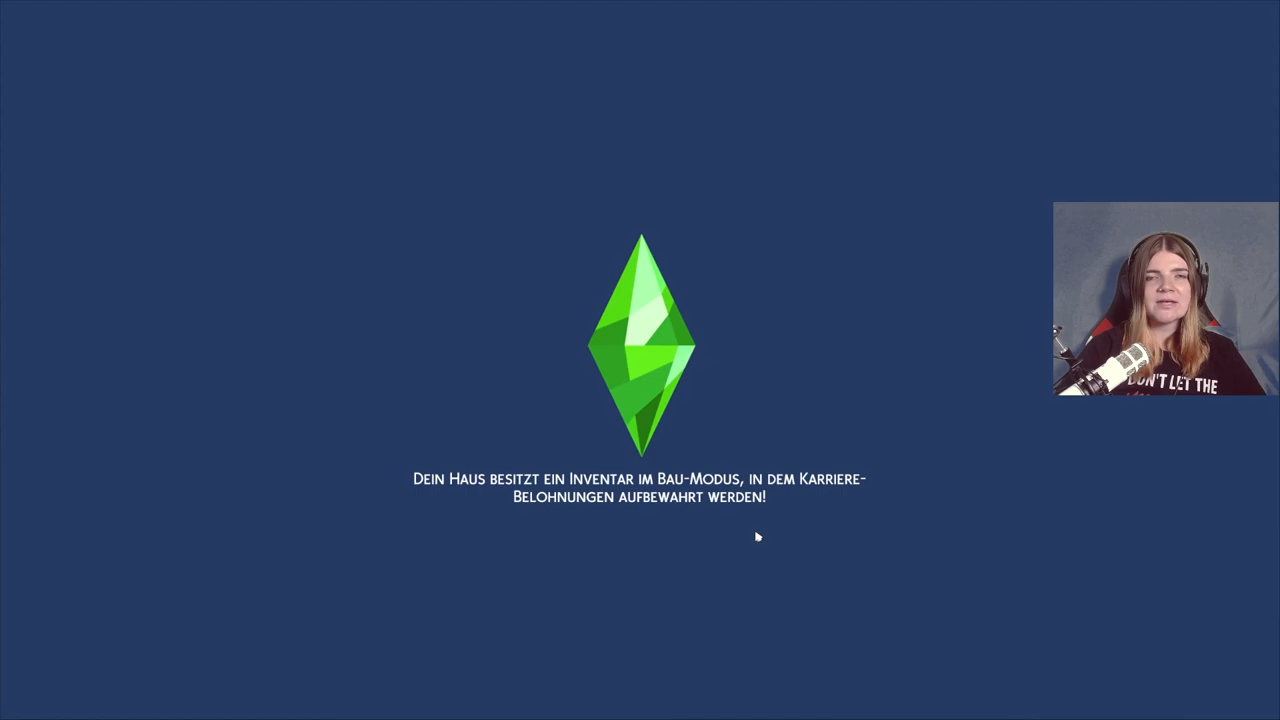 Dein Haus besitzt ein Inventar im Bau-Modus, in dem Karriere-
Belohnungen aufbewahrt werden!
DON'T LET THE